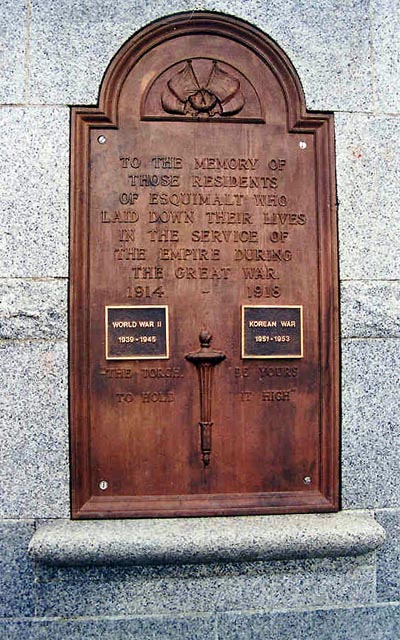 TO THE MEMORY OF
THOSE RESIDENTS
OF ESQUIMALT WHO
LAID DOWN THEIR LIVES
IN THE SERVICE OF
THE EMPIRE DURING
THE GREAT WAR.
1914 - 1918
WORLD WAR II
1939-1945
KOREAN WAR
1951-1953
"THE TORCH, BE YOURS
TO HOLD IT HIGH"